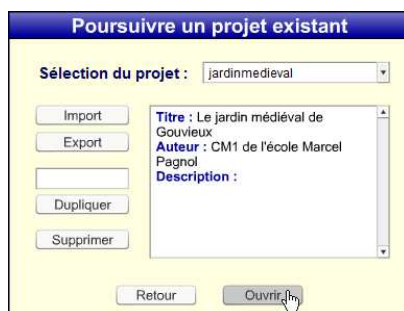 Poursuivre un projet existant
Sélection du projet : jardinmedieval
Import
Export
Dupliquer
Supprimer
Titre : Le jardin médiéval de
Gouvieux
Auteur : CM1 de l'école Marcel
Pagnol
Description :
Retour
Ouvrir